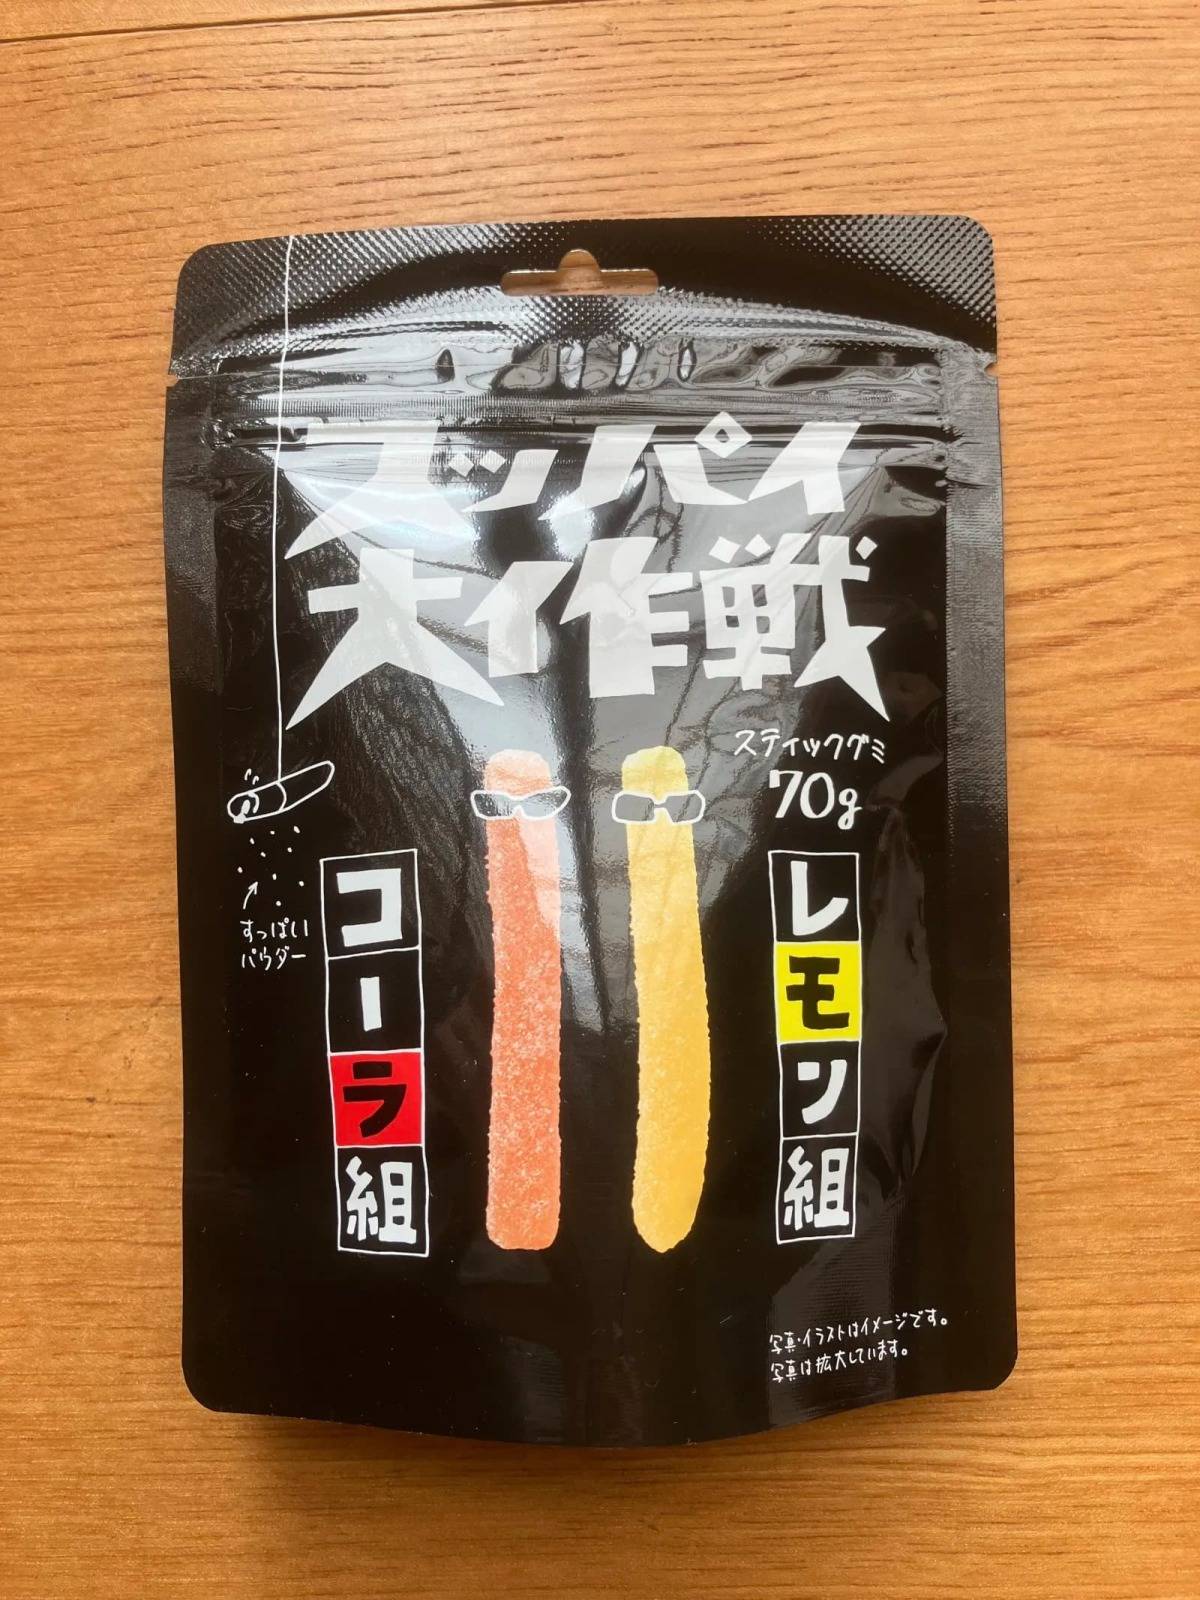 スッパイ
大作戦
スティックグミ
70g
すっぱい
パウダー
コーラ組
レモン組
写真・イラストはイメージです。
写真は拡大しています。